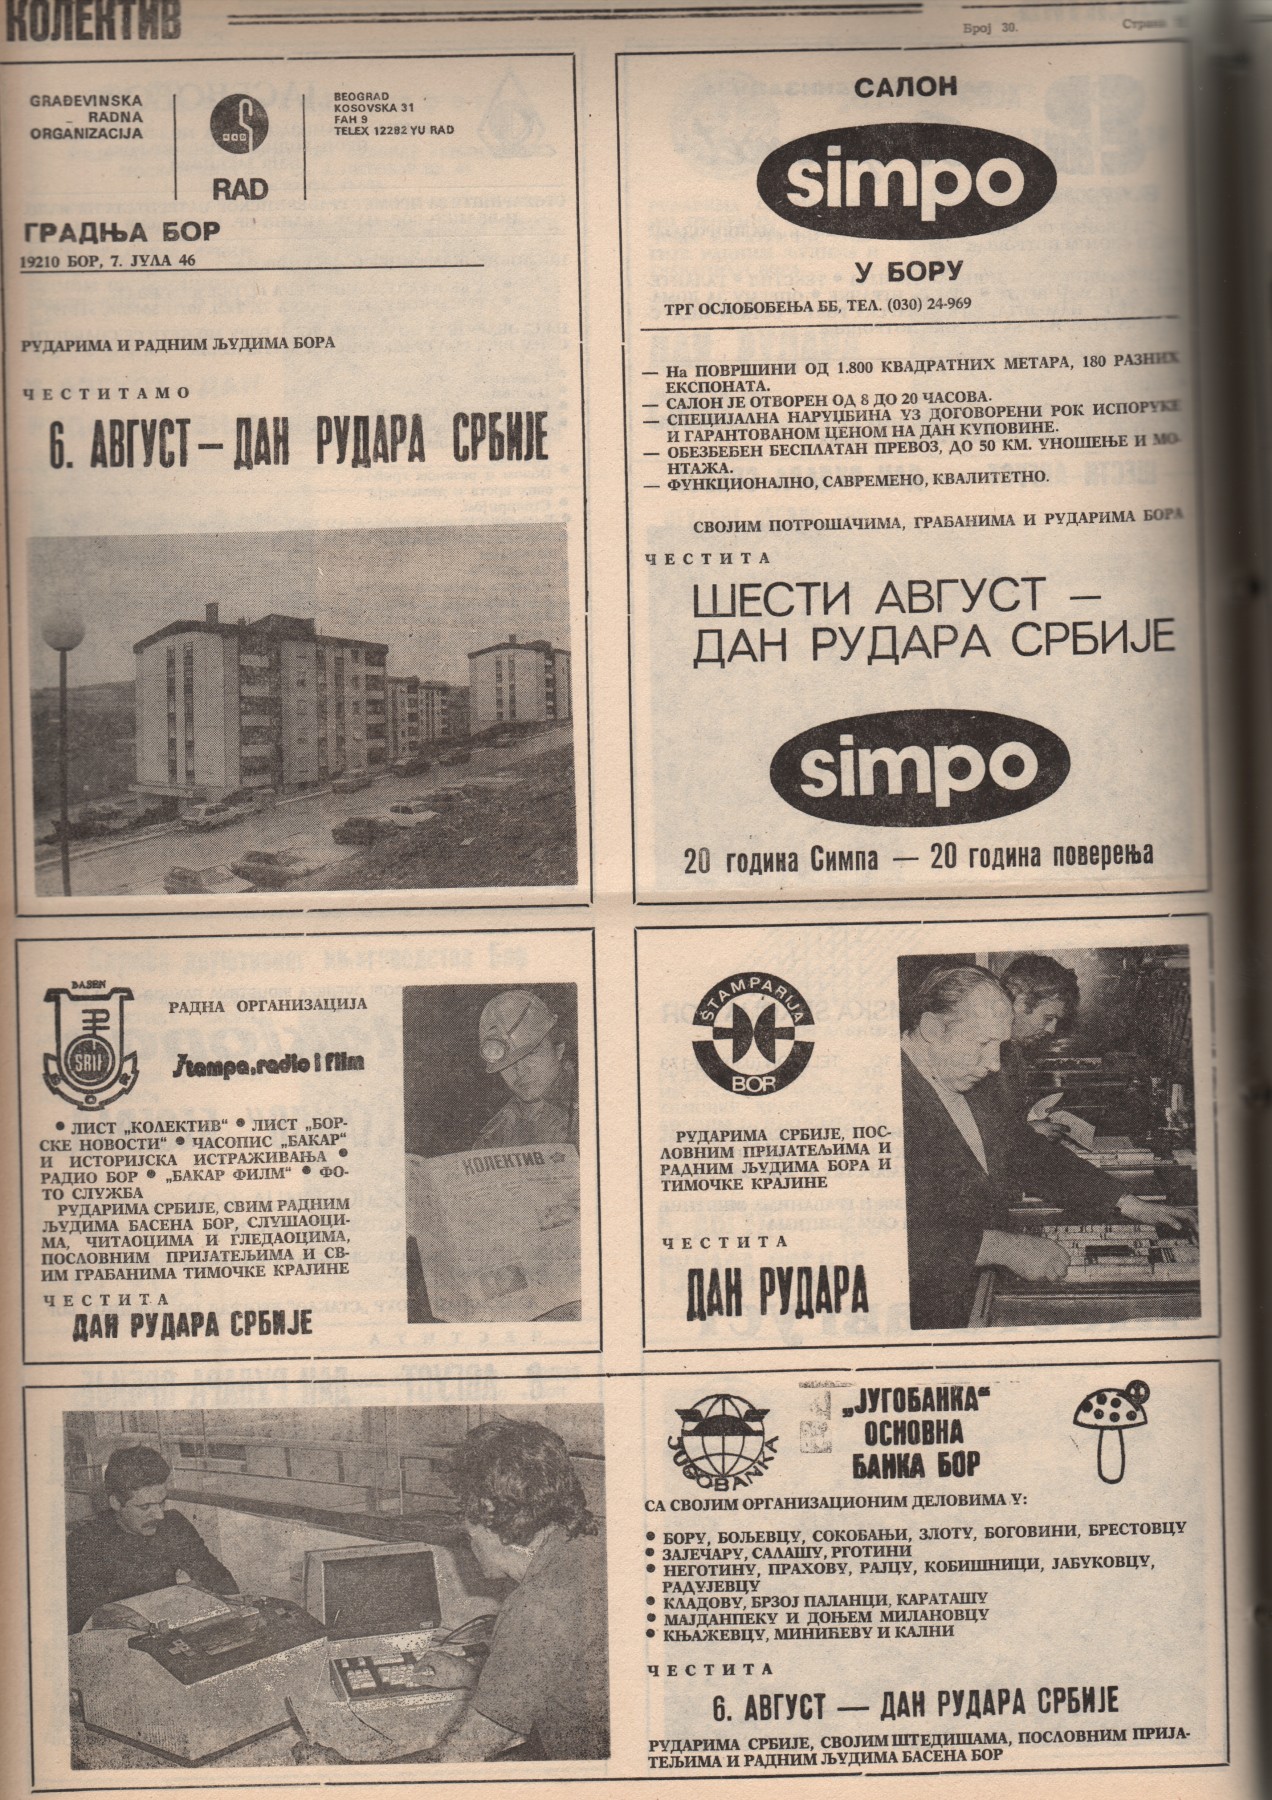 КОЛЕКТИВ
Број 30.
Страна
GRAĐEVINSKA
RADNA
ORGANIZACIJA
RAD
BEOGRAD
KOSOVSKA 31
FAH 9
TELEX 12282 YU RAD
ГРАДЊА БОР
19210 БОР, 7. ЈУЛА 46
РУДАРИМА И РАДНИМ ЉУДИМА БОРА
ЧЕСТИТАМО
6. АВГУСТ — ДАН РУДАРА СРБИЈЕ
САЛОН
simpo
У БОРУ
ТРГ ОСЛОБОБЕЊА ББ, ТЕЛ. (030) 24-969
— На ПОВРШИНИ ОД 1.800 КВАДРАТНИХ МЕТАРА, 180 РАЗНИХ
ЕКСПОНАТА.
— САЛОН ЈЕ ОТВОРЕН ОД 8 ДО 20 ЧАСОВА.
— СПЕЦИЈАЛНА НАРУЏБИНА УЗ ДОГОВОРЕНИ РОК ИСПОРУКЕ
И ГАРАНТОВАНОМ ЦЕНОМ НА ДАН КУПОВИНЕ.
— ОБЕЗБЕБЕН БЕСПЛАТАН ПРЕВОЗ, ДО 50 КМ. УНОШЕЊЕ И МО-
НТАЖА.
— ФУНКЦИОНАЛНО, САВРЕМЕНО, КВАЛИТЕТНО.
СВОЈИМ ПОТРОШАЧИМА, ГРАБАНИМА И РУДАРИМА БОРА
ЧЕСТИТА
ШЕСТИ АВГУСТ —
ДАН РУДАРА СРБИЈЕ
simpo
20 година Симпа — 20 година поверења
BASEN
ŠRIF
BOR
РАДНА ОРГАНИЗАЦИЈА
Štampa, radio i film
• ЛИСТ „КОЛЕКТИВ“ • ЛИСТ „БОР-
СКЕ НОВОСТИ“ • ЧАСОПИС „БАКАР“
И ИСТОРИЈСКА ИСТРАЖИВАЊА •
РАДИО БОР • „БАКАР ФИЛМ“ • ФО-
ТО СЛУЖБА
РУДАРИМА СРБИЈЕ, СВИМ РАДНИМ
ЉУДИМА БАСЕНА БОР, СЛУШАОЦИ-
МА, ЧИТАОЦИМА И ГЛЕДАОЦИМА,
ПОСЛОВНИМ ПРИЈАТЕЉИМА И СВ-
ИМ ГРАБАНИМА ТИМОЧКЕ КРАЈИНЕ
ЧЕСТИТА
ДАН РУДАРА СРБИЈЕ
КОЛЕКТИВ
ŠTAMPARIJA
BOR
РУДАРИМА СРБИЈЕ, ПОС-
ЛОВНИМ ПРИЈАТЕЉИМА И
РАДНИМ ЉУДИМА БОРА И
ТИМОЧКЕ КРАЈИНЕ
ЧЕСТИТА
ДАН РУДАРА
JUGOBANKA
„ЈУГОБАНКА“
ОСНОВНА
БАНКА БОР
СА СВОЈИМ ОРГАНИЗАЦИОНИМ ДЕЛОВИМА У:
• БОРУ, БОЉЕВЦУ, СОКОБАЊИ, ЗЛОТУ, БОГОВИНИ, БРЕСТОВЦУ
• ЗАЈЕЧАРУ, САЛАШУ, РГОТИНИ
• НЕГОТИНУ, ПРАХОВУ, РАЈЦУ, КОБИШНИЦИ, ЈАБУКОВЦУ,
РАДУЈЕВЦУ
• КЛАДОВУ, БРЗОЈ ПАЛАНЦИ, КАРАТАШУ
• МАЈДАНПЕКУ И ДОЊЕМ МИЛАНОВЦУ
• КЊАЖЕВЦУ, МИНИЋЕВУ И КАЛНИ
ЧЕСТИТА
6. АВГУСТ — ДАН РУДАРА СРБИЈЕ
РУДАРИМА СРБИЈЕ, СВОЈИМ ШТЕДИШАМА, ПОСЛОВНИМ ПРИЈА-
ТЕЉИМА И РАДНИМ ЉУДИМА БАСЕНА БОР